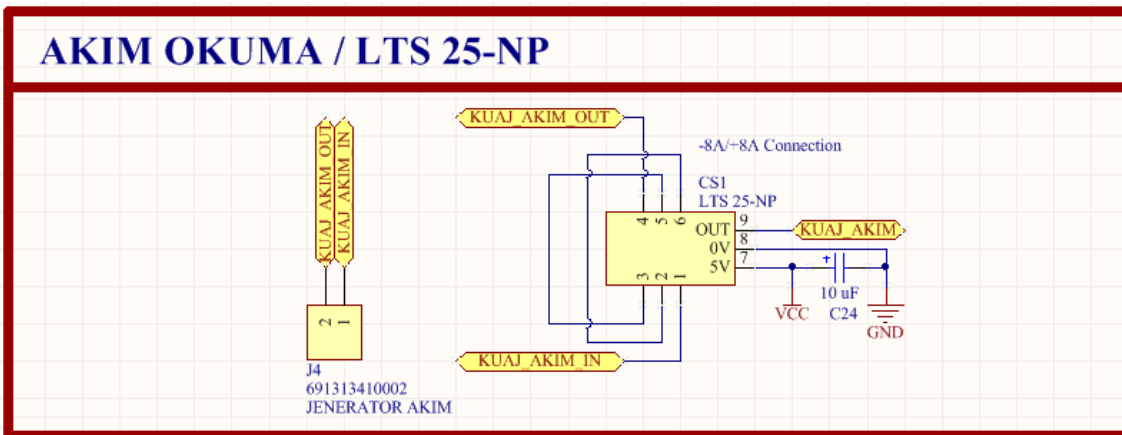 AKIM OKUMA / LTS 25-NP
KUAJ_AKIM_OUT
KUAJ_AKIM_IN
KUAJ_AKIM_OUT
-8A/+8A Connection
CS1
LTS 25-NP
4
5
6
OUT
9
KUAJ_AKIM
0V
8
5V
7
3
2
1
+
10 uF
C24
VCC
GND
KUAJ_AKIM_IN
2
1
J4
691313410002
JENERATOR AKIM